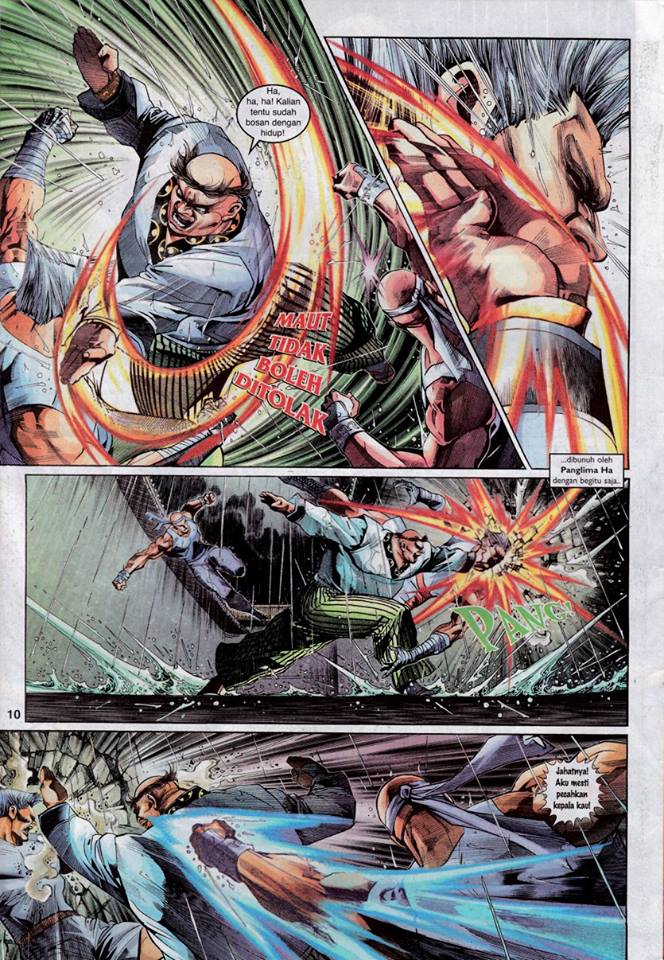 Ha,
ha, ha! Kalian
tentu sudah
bosan dengan
hidup!
MAUT
TIDAK
BOLEH
DITOLAK
...dibunuh oleh
Panglima Ha
dengan begitu saja..
PANG!
10
Jahatnya!
Aku mesti
pecahkan
kepala kau!